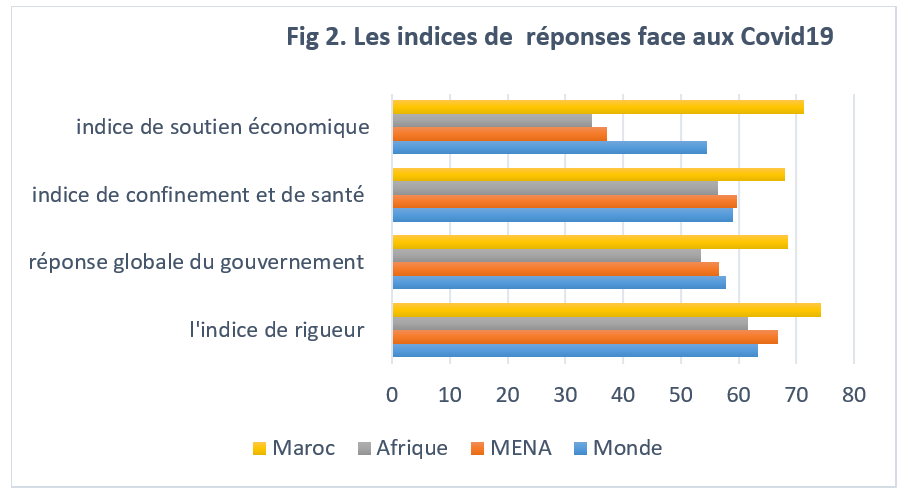 Fig 2. Les indices de  réponses face aux Covid19
indice de soutien économique
indice de confinement et de santé
réponse globale du gouvernement
l'indice de rigueur
0 10 20 30 40 50 60 70 80
Maroc Afrique MENA Monde